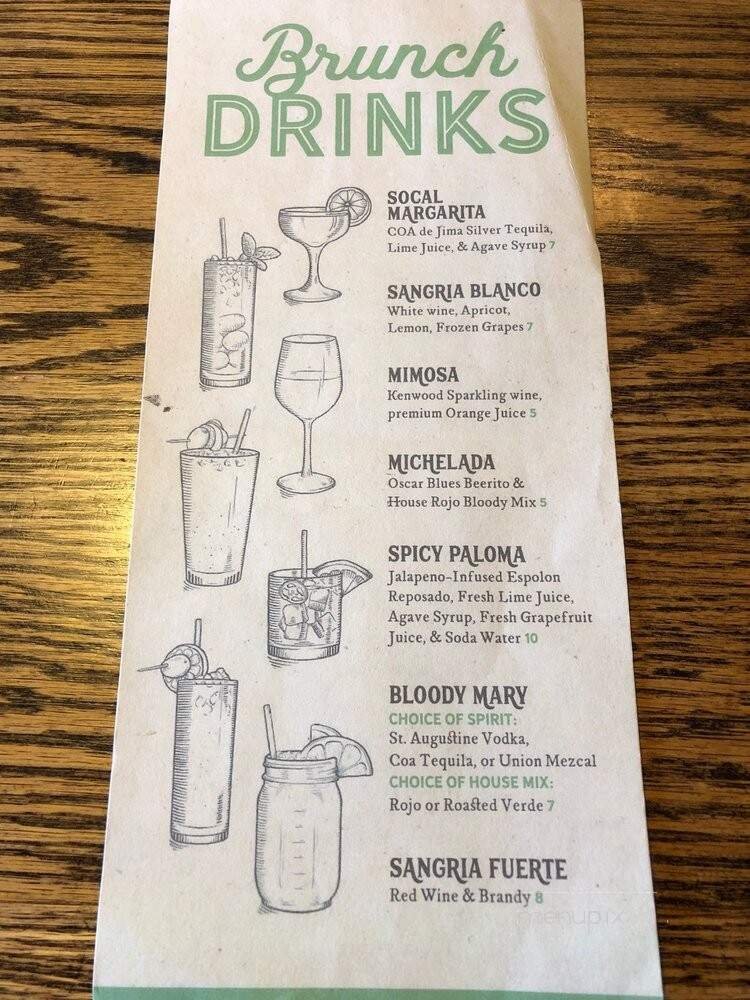 Brunch
DRINKS
SOCAL
MARGARITA
COA de Jima Silver Tequila,
Lime Juice, & Agave Syrup 7
SANGRIA BLANCO
White wine, Apricot,
Lemon, Frozen Grapes 7
MIMOSA
Kenwood Sparkling wine,
premium Orange Juice 5
MICHELADA
Oscar Blues Beerito &
House Rojo Bloody Mix 5
SPICY PALOMA
Jalapeno-Infused Espolon
Reposado, Fresh Lime Juice,
Agave Syrup, Fresh Grapefruit
Juice, & Soda Water 10
BLOODY MARY
CHOICE OF SPIRIT:
St. Augustine Vodka,
Coa Tequila, or Union Mezcal
CHOICE OF HOUSE MIX:
Rojo or Roasted Verde 7
SANGRIA FUERTE
Red Wine & Brandy 8